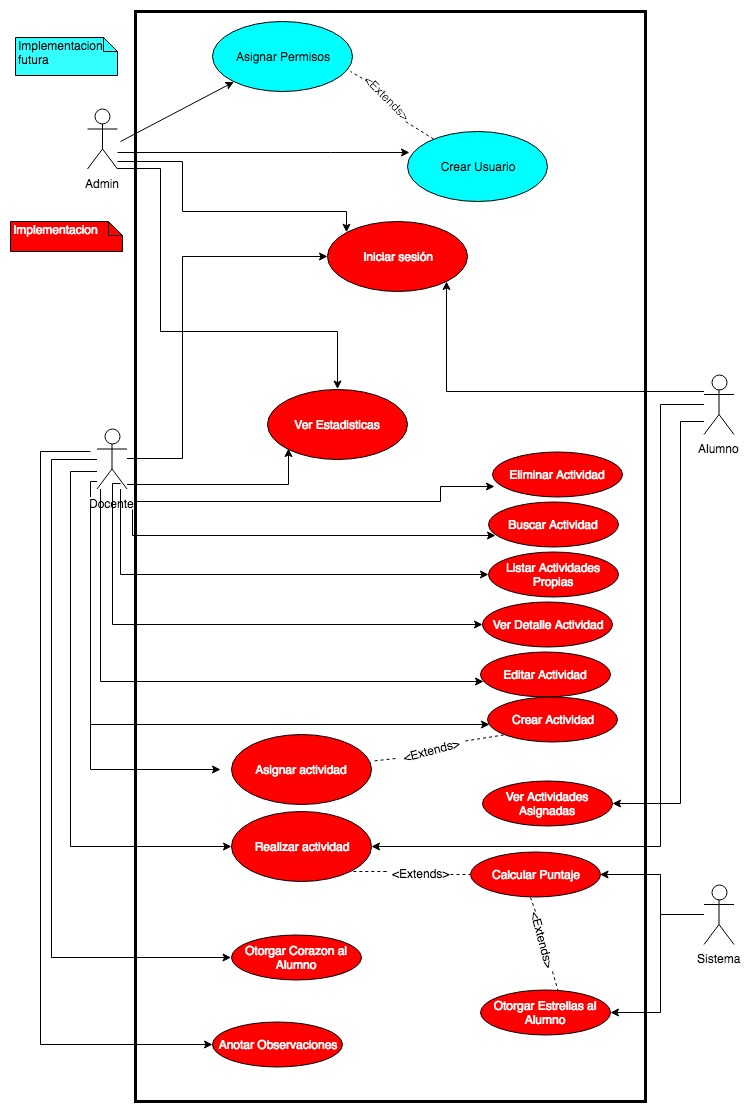 Implementacion
futura
Asignar Permisos
<Extends>
Crear Usuario
Admin
Implementacion
Iniciar sesión
Ver Estadisticas
Alumno
Docente
Eliminar Actividad
Buscar Actividad
Listar Actividades
Propias
Ver Detalle Actividad
Editar Actividad
Crear Actividad
<Extends>
Asignar actividad
Ver Actividades
Asignadas
Realizar actividad
<Extends>
Calcular Puntaje
<Extends>
Sistema
Otorgar Corazon al
Alumno
Otorgar Estrellas al
Alumno
Anotar Observaciones